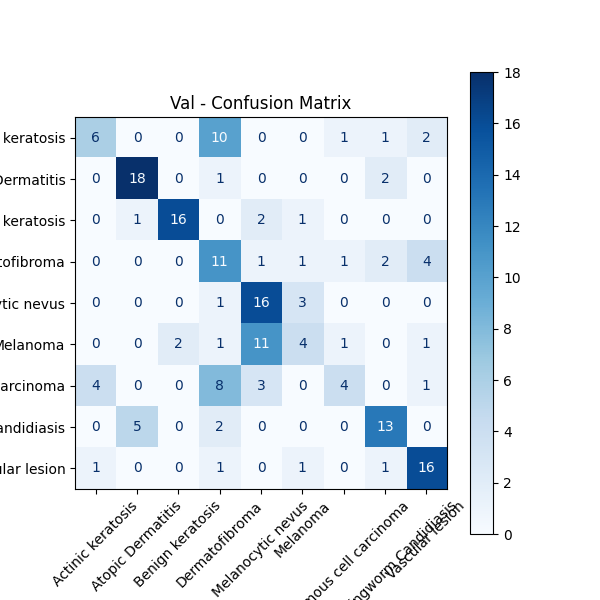 Val - Confusion Matrix
keratosis 6 0 0 10 0 0 1 1 2
Dermatitis 0 18 0 1 0 0 0 2 0
keratosis 0 1 16 0 2 1 0 0 0
tofibroma 0 0 0 11 1 1 1 2 4
tic nevus 0 0 0 1 16 3 0 0 0
Melanoma 0 0 2 1 11 4 1 0 1
arcinoma 4 0 0 8 3 0 4 0 1
andidiasis 0 5 0 2 0 0 0 13 0
ular lesion 1 0 0 1 0 1 0 1 16
Actinic keratosis
Atopic Dermatitis
Benign keratosis
Dermatofibroma
Melanocytic nevus
Melanoma
mous cell carcinoma
ngworm Candidiasis
Vascular lesion
18
16
14
12
10
8
6
4
2
0